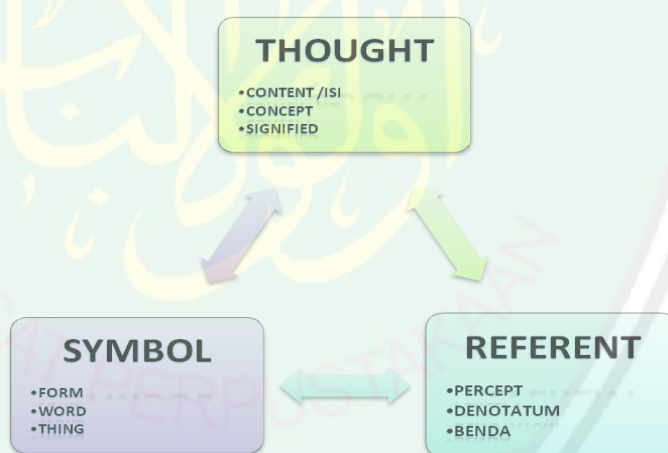 THOUGHT
•CONTENT /ISI
•CONCEPT
•SIGNIFIED
SYMBOL
•FORM
•WORD
•THING
REFERENT
•PERCEPT
•DENOTATUM
•BENDA